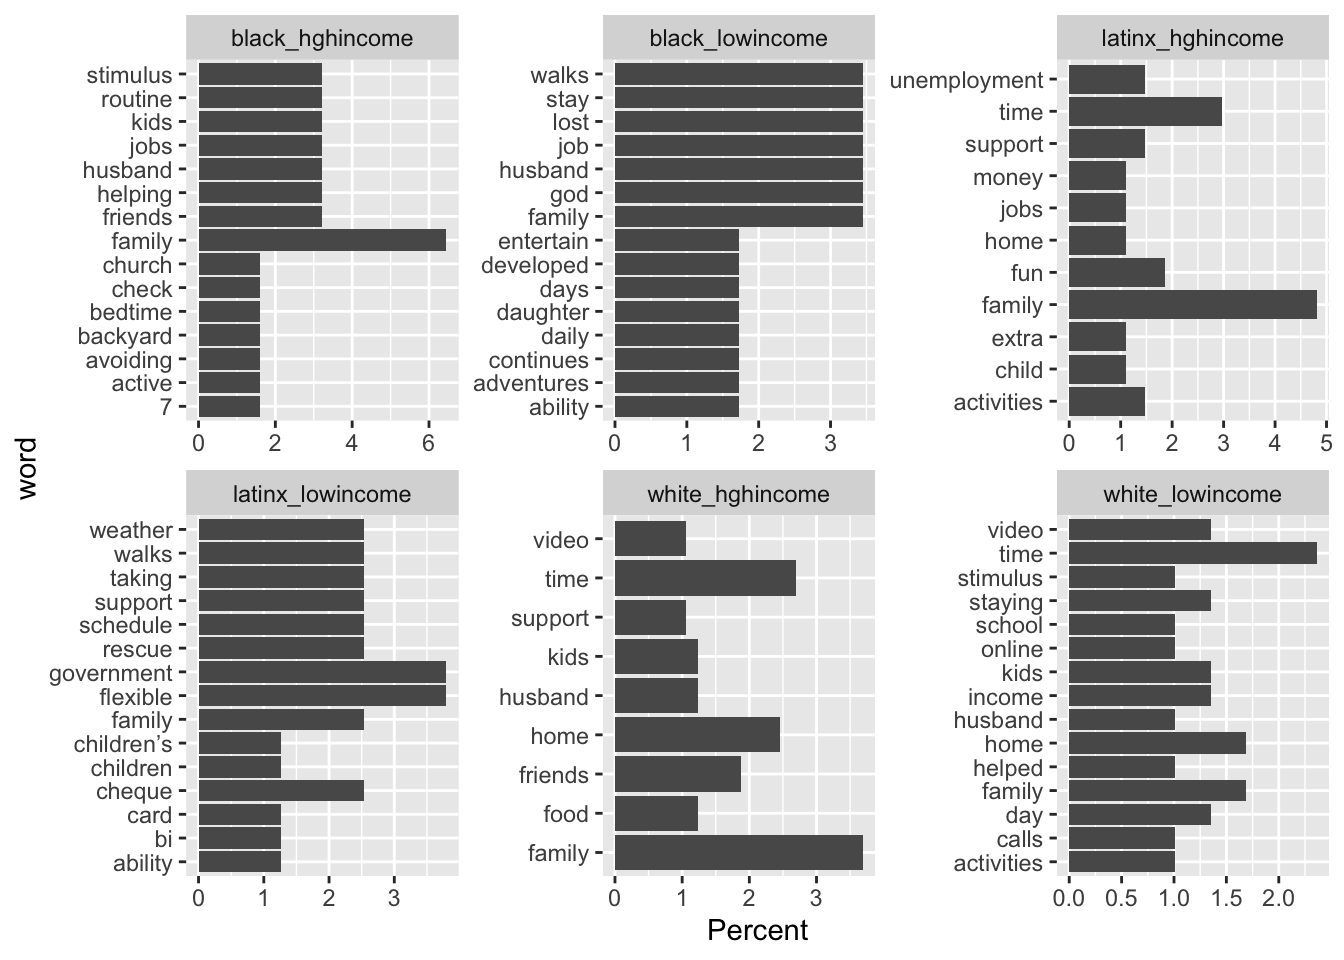 black_hghincome
stimulus
routine
kids
jobs
husband
helping
friends
family
church
check
bedtime
backyard
avoiding
active
7
0 2 4 6
black_lowincome
walks
stay
lost
job
husband
god
family
entertain
developed
days
daughter
daily
continues
adventures
ability
0 1 2 3
latinx_hghincome
unemployment
time
support
money
jobs
home
fun
family
extra
child
activities
0 1 2 3 4 5
word
latinx_lowincome
weather
walks
taking
support
schedule
rescue
government
flexible
family
children’s
children
cheque
card
bi
ability
0 1 2 3
white_hghincome
video
time
support
kids
husband
home
friends
food
family
0 1 2 3
white_lowincome
video
time
stimulus
staying
school
online
kids
income
husband
home
helped
family
day
calls
activities
0.0 0.5 1.0 1.5 2.0
Percent